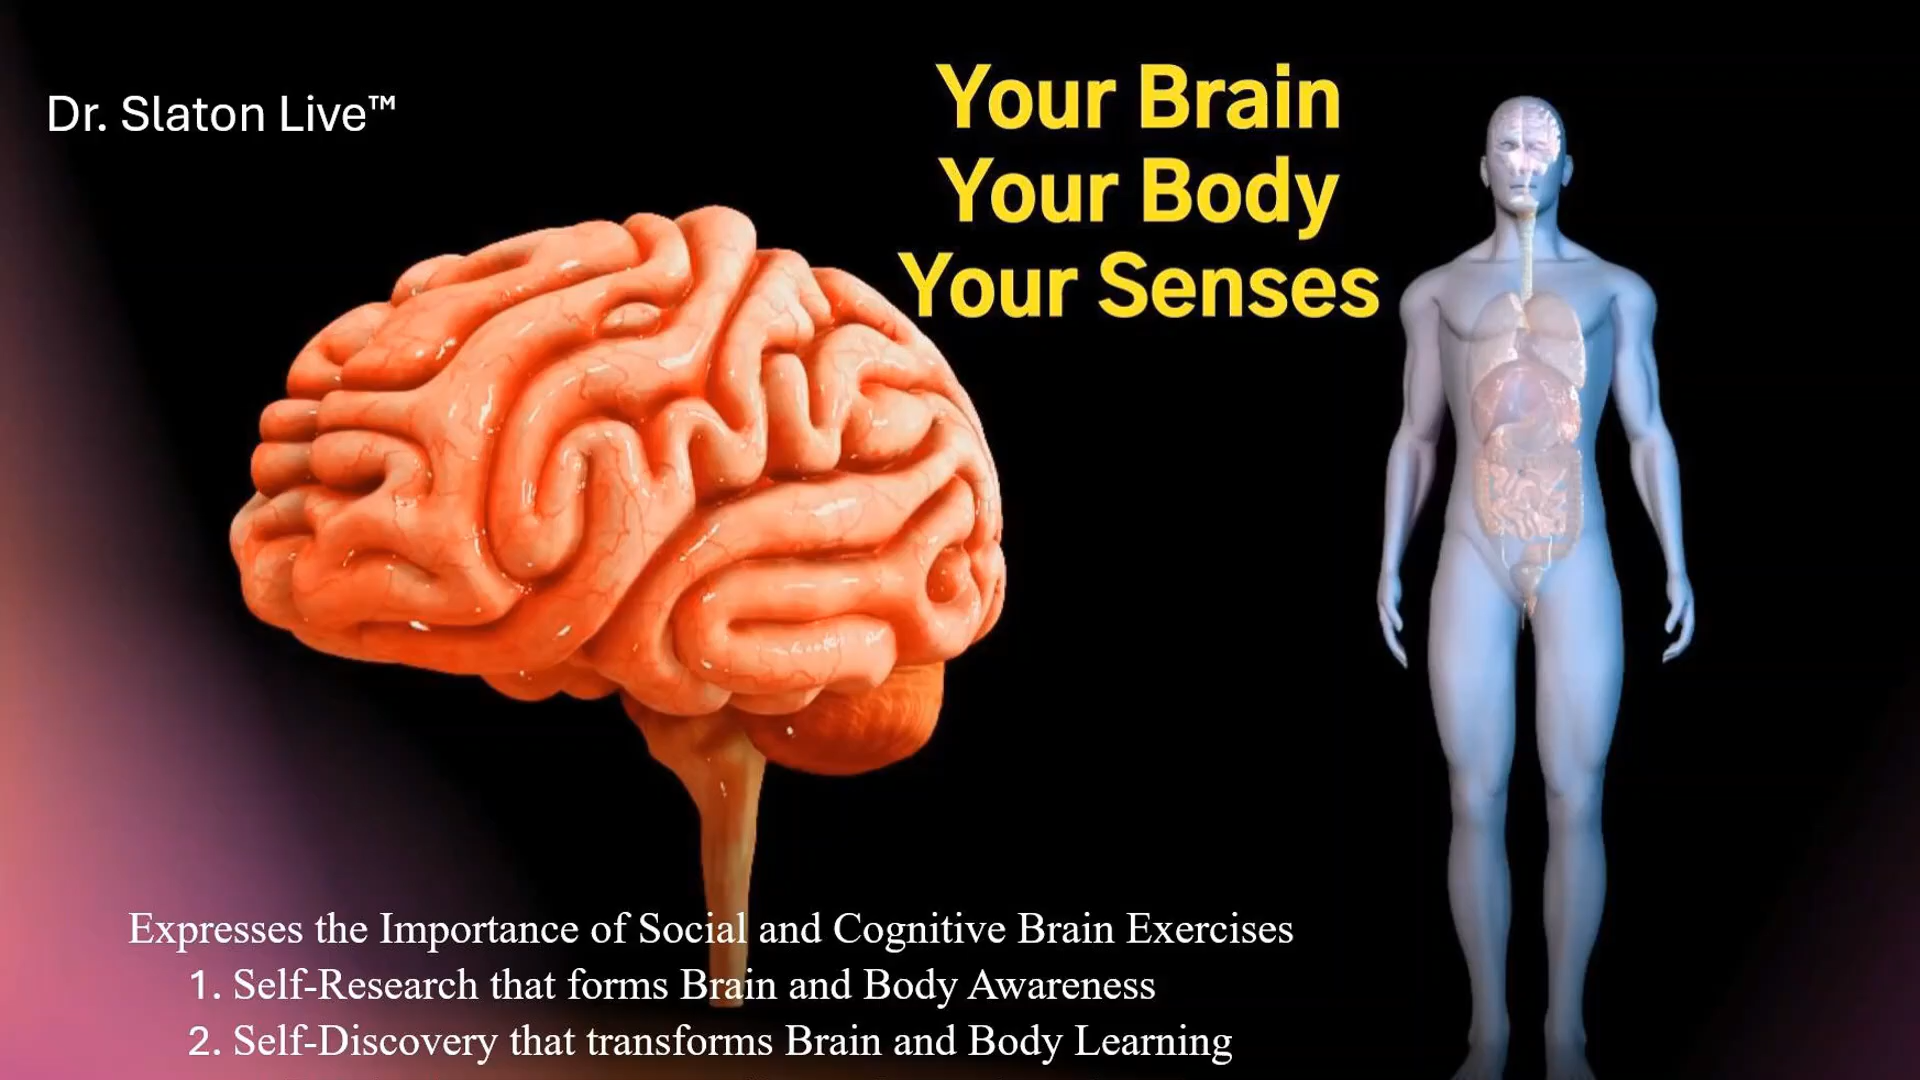 Dr. Slaton Live™
Your Brain
Your Body
Your Senses
Expresses the Importance of Social and Cognitive Brain Exercises
1. Self-Research that forms Brain and Body Awareness
2. Self-Discovery that transforms Brain and Body Learning